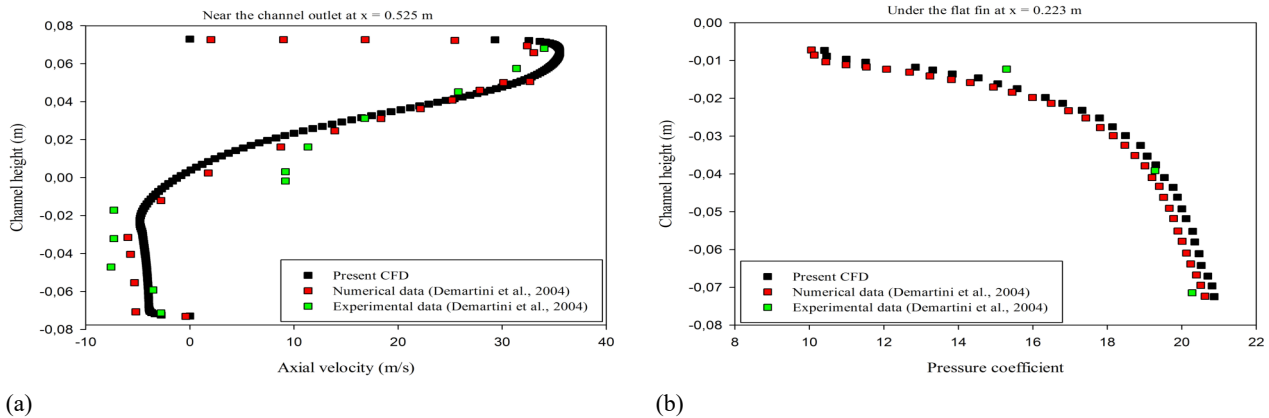 Near the channel outlet at x = 0.525 m
Channel height (m)
0,08
0,06
0,04
0,02
0,00
-0,02
-0,04
-0,06
-0,08
Present CFD
Numerical data (Demartini et al., 2004)
Experimental data (Demartini et al., 2004)
-10 0 10 20 30 40
Axial velocity (m/s)
(a)
Under the flat fin at x = 0.223 m
Channel height (m)
0,00
-0,01
-0,02
-0,03
-0,04
-0,05
-0,06
-0,07
-0,08
Present CFD
Numerical data (Demartini et al., 2004)
Experimental data (Demartini et al., 2004)
8 10 12 14 16 18 20 22
Pressure coefficient
(b)